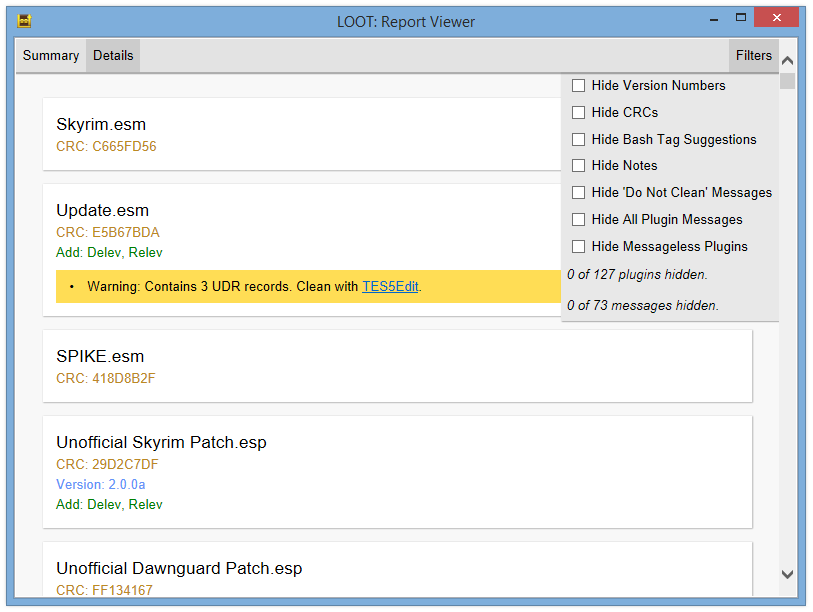 LOOT: Report Viewer
Summary Details Filters
Skyrim.esm
CRC: C665FD56
Update.esm
CRC: E5B67BDA
Add: Delev, Relev
• Warning: Contains 3 UDR records. Clean with TES5Edit.
SPIKE.esm
CRC: 418D8B2F
Unofficial Skyrim Patch.esp
CRC: 29D2C7DF
Version: 2.0.0a
Add: Delev, Relev
Unofficial Dawnguard Patch.esp
CRC: FF134167
Hide Version Numbers
Hide CRCs
Hide Bash Tag Suggestions
Hide Notes
Hide 'Do Not Clean' Messages
Hide All Plugin Messages
Hide Messageless Plugins
0 of 127 plugins hidden.
0 of 73 messages hidden.